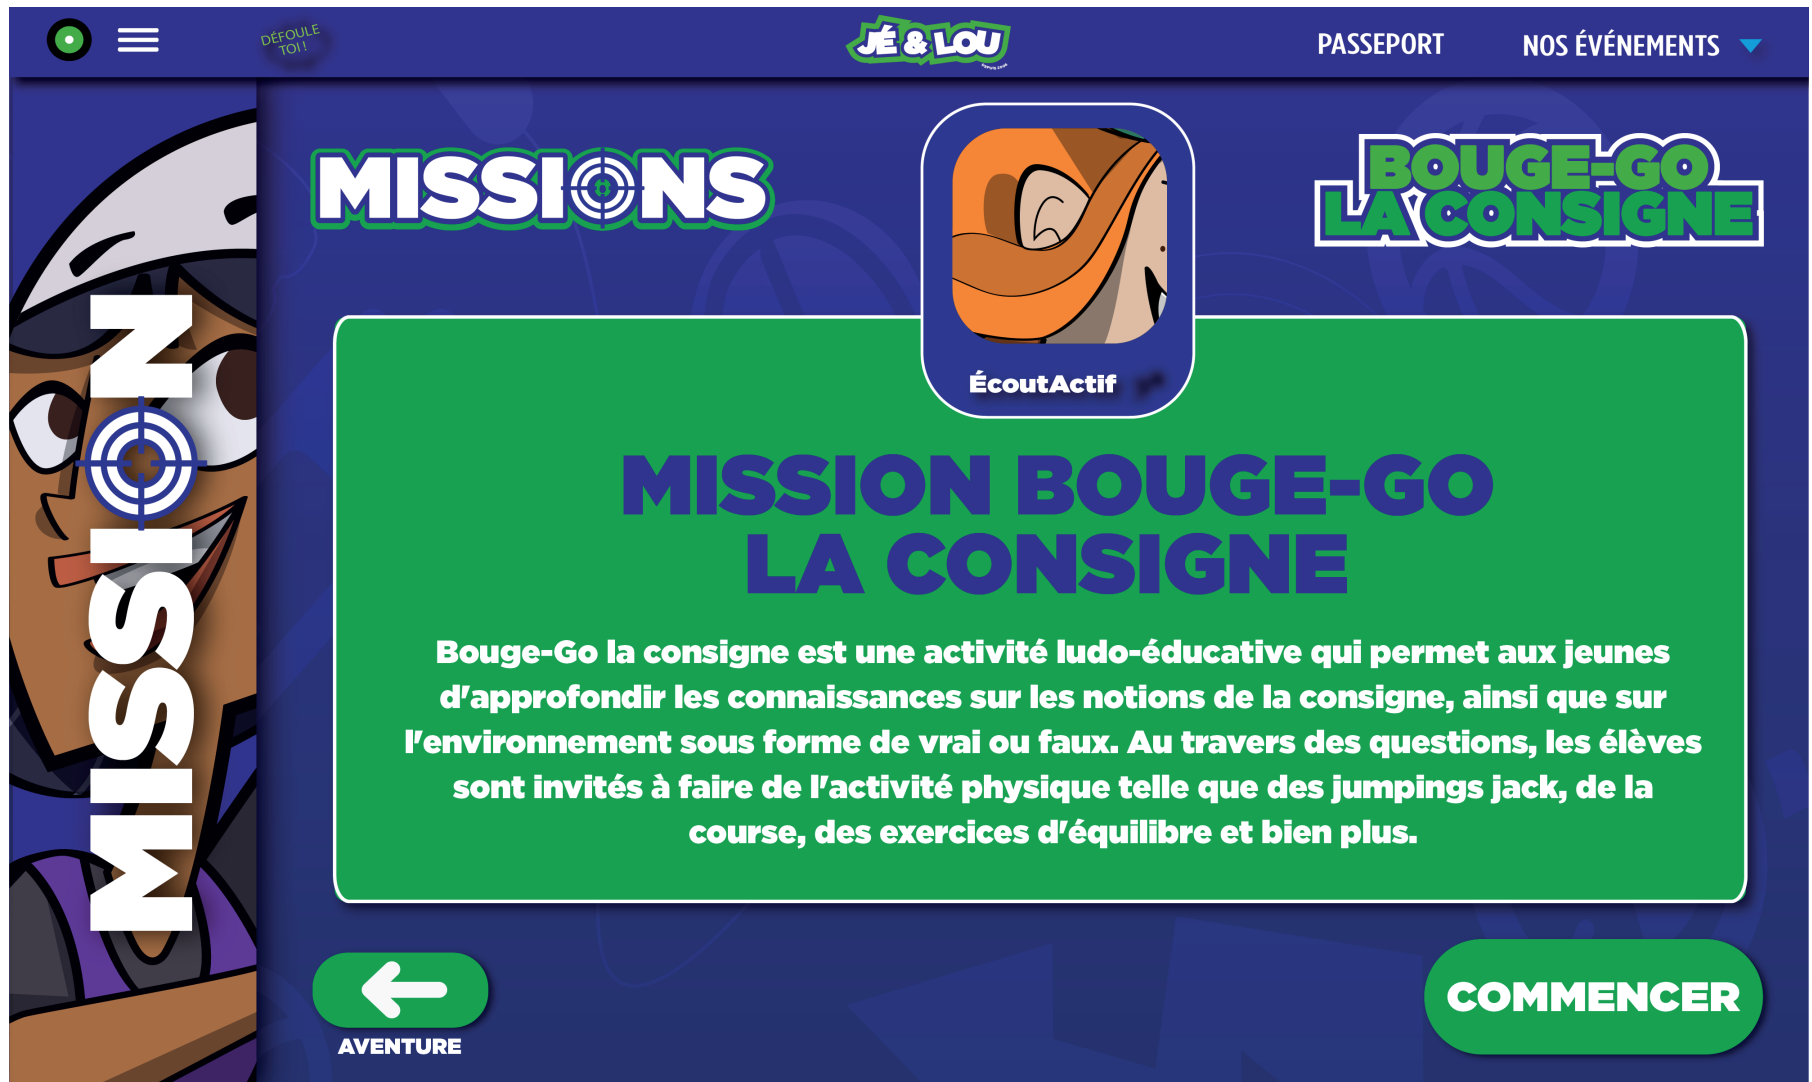 DÉFOULE
TOI !
JÉ & LOU
PASSEPORT
NOS ÉVÉNEMENTS
MISSIONS
BOUGE-GO
LA CONSIGNE
ÉcoutActif
MISSION
MISSION BOUGE-GO
LA CONSIGNE
Bouge-Go la consigne est une activité ludo-éducative qui permet aux jeunes
d'approfondir les connaissances sur les notions de la consigne, ainsi que sur
l'environnement sous forme de vrai ou faux. Au travers des questions, les élèves
sont invités à faire de l'activité physique telle que des jumpings jack, de la
course, des exercices d'équilibre et bien plus.
AVENTURE
COMMENCER